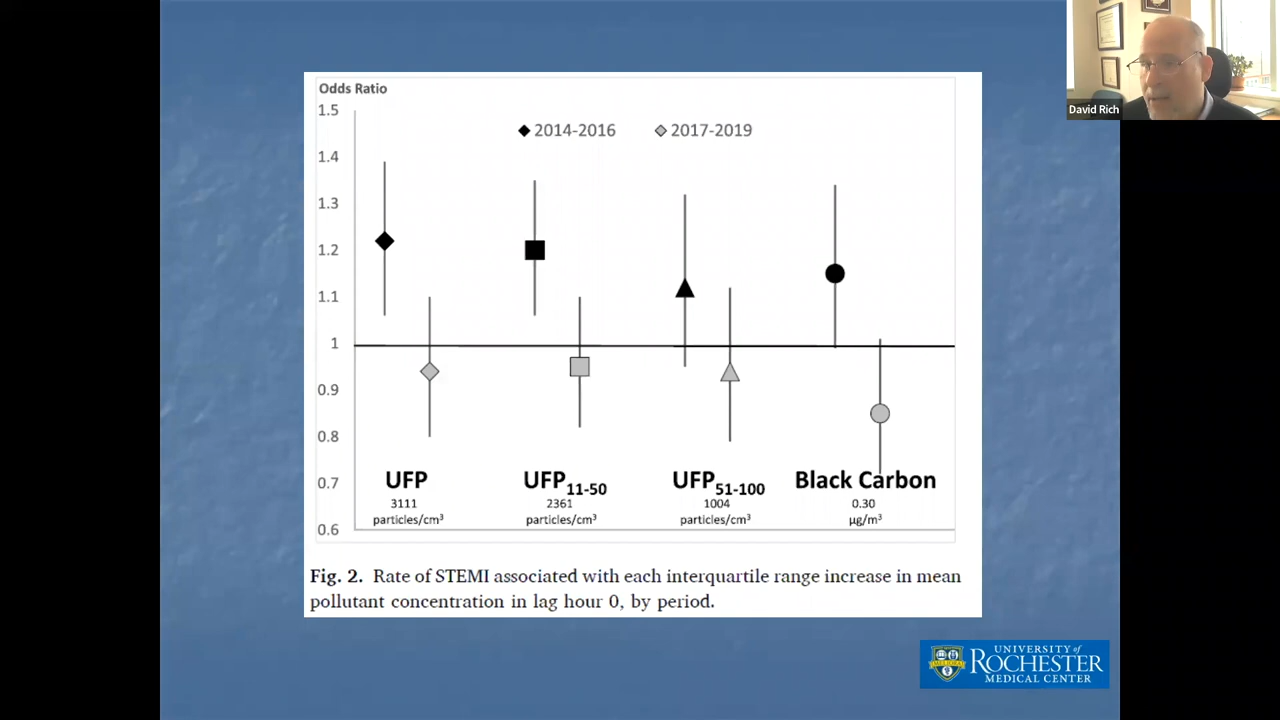 David Rich
Odds Ratio
1.5
1.4
1.3
1.2
1.1
1
0.9
0.8
0.7
0.6
2014-2016 2017-2019
UFP UFP11-50 UFP51-100 Black Carbon
3111 2361 1004 0.30
particles/cm³ particles/cm³ particles/cm³ µg/m³
Fig. 2. Rate of STEMI associated with each interquartile range increase in mean
pollutant concentration in lag hour 0, by period.
UNIVERSITY of
ROCHESTER
MEDICAL CENTER